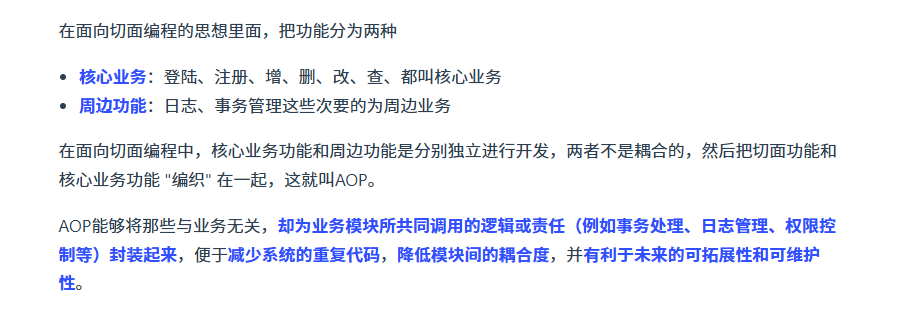 在面向切面编程的思想里面，把功能分为两种
• 核心业务：登陆、注册、增、删、改、查、都叫核心业务
• 周边功能：日志、事务管理这些次要的为周边业务
在面向切面编程中，核心业务功能和周边功能是分别独立进行开发，两者不是耦合的，然后把切面功能和
核心业务功能 "编织" 在一起，这就叫AOP。
AOP能够将那些与业务无关，却为业务模块所共同调用的逻辑或责任（例如事务处理、日志管理、权限控
制等）封装起来，便于减少系统的重复代码，降低模块间的耦合度，并有利于未来的可拓展性和可维护
性。